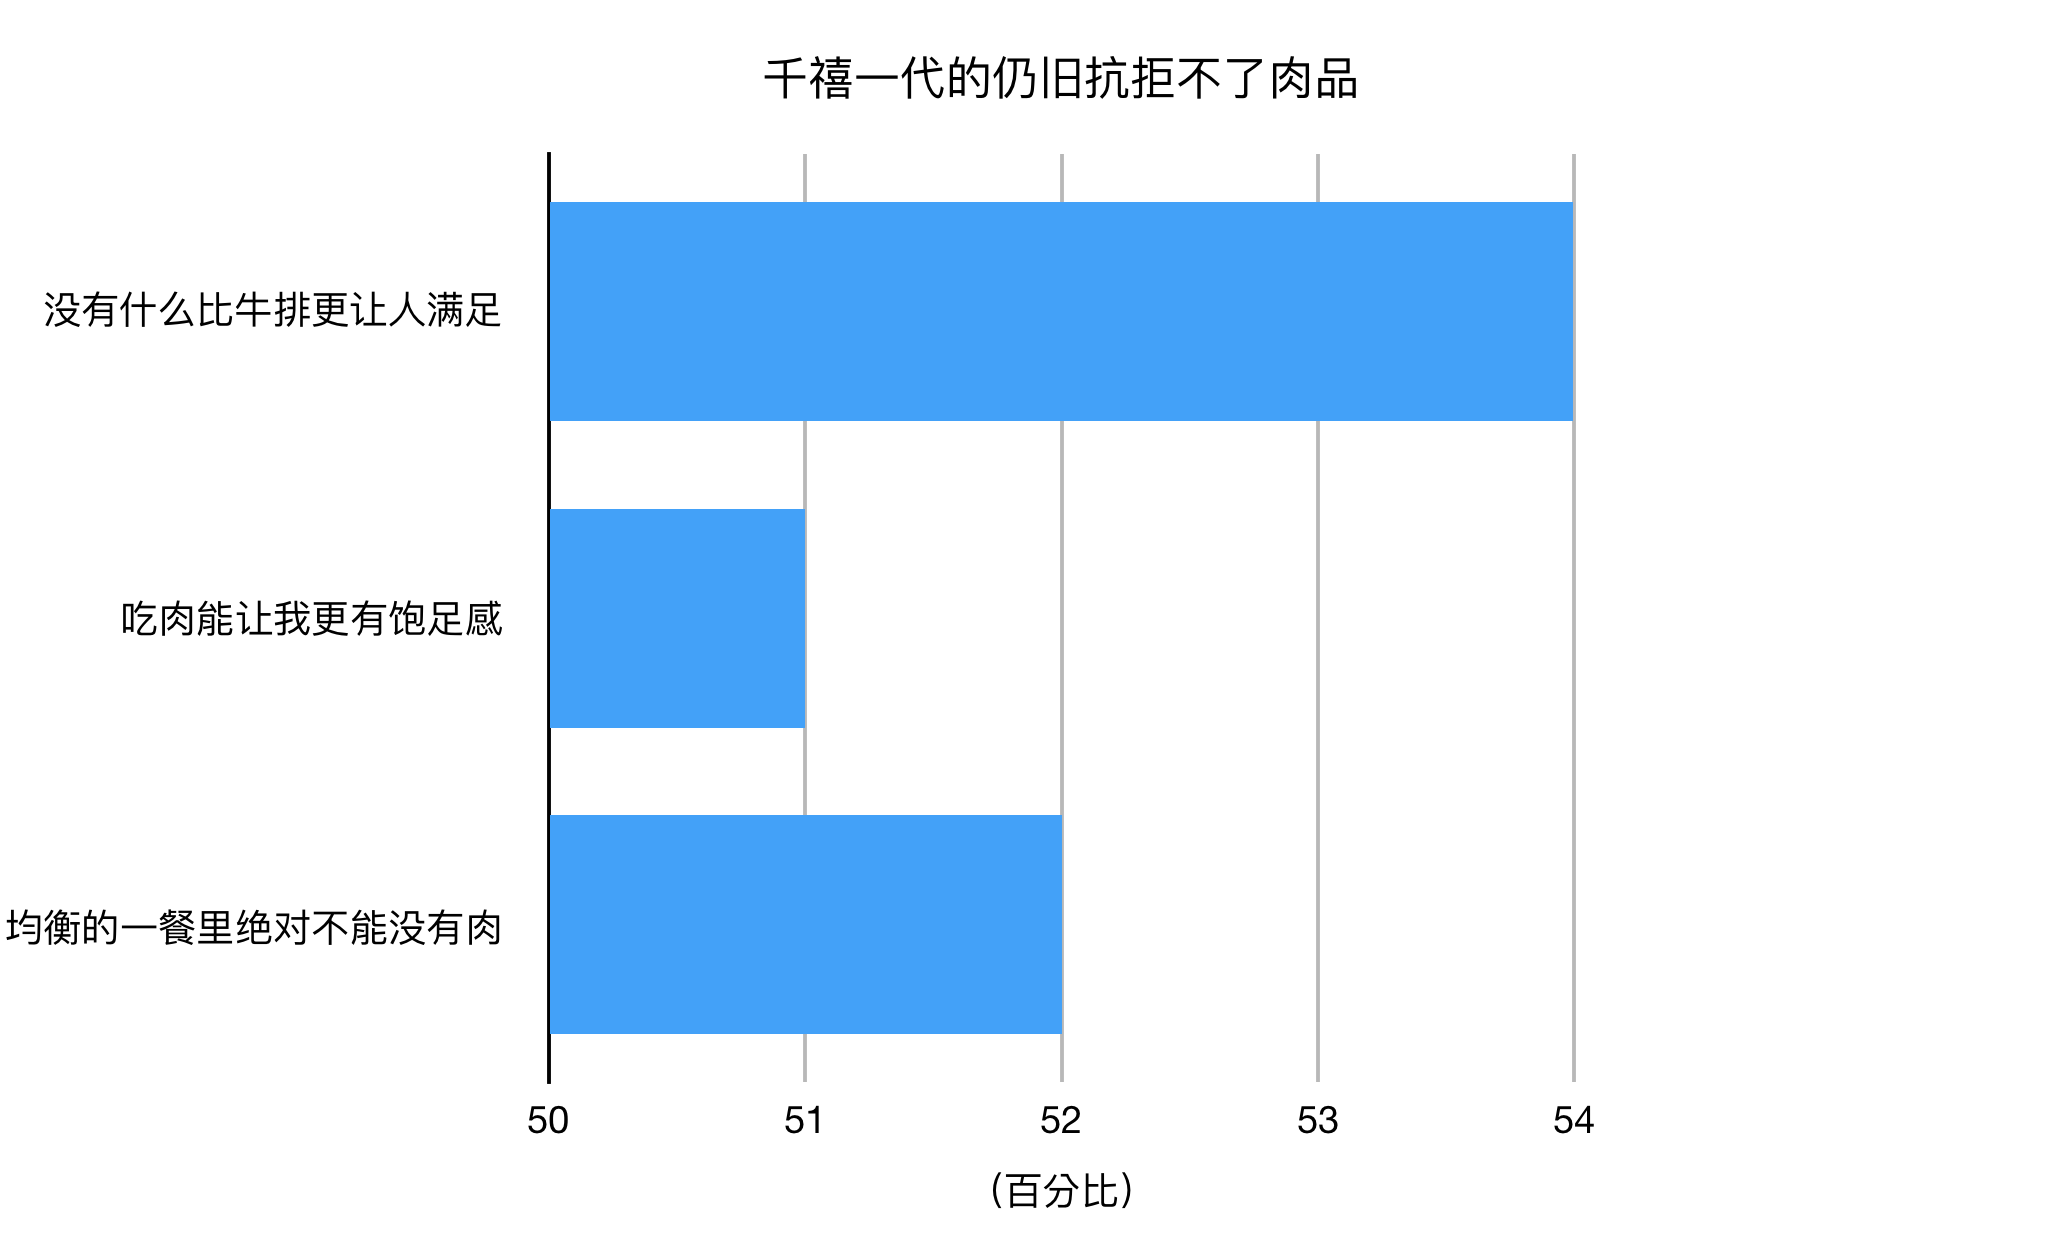 千禧一代的仍旧抗拒不了肉品
没有什么比牛排更让人满足
吃肉能让我更有饱足感
均衡的一餐里绝对不能没有肉
50 51 52 53 54
（百分比）